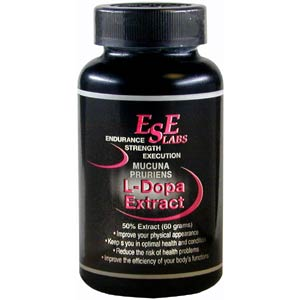 ESE
LABS
ENDURANCE
STRENGTH
EXECUTION
MUCUNA
PRURIENS
L-Dopa
Extract
50% Extract (60 grams)
• Improve your physical appearance
• Keep s you in optimal health and condition
• Reduce the risk of health problems
• Improve the efficiency of your body's functions